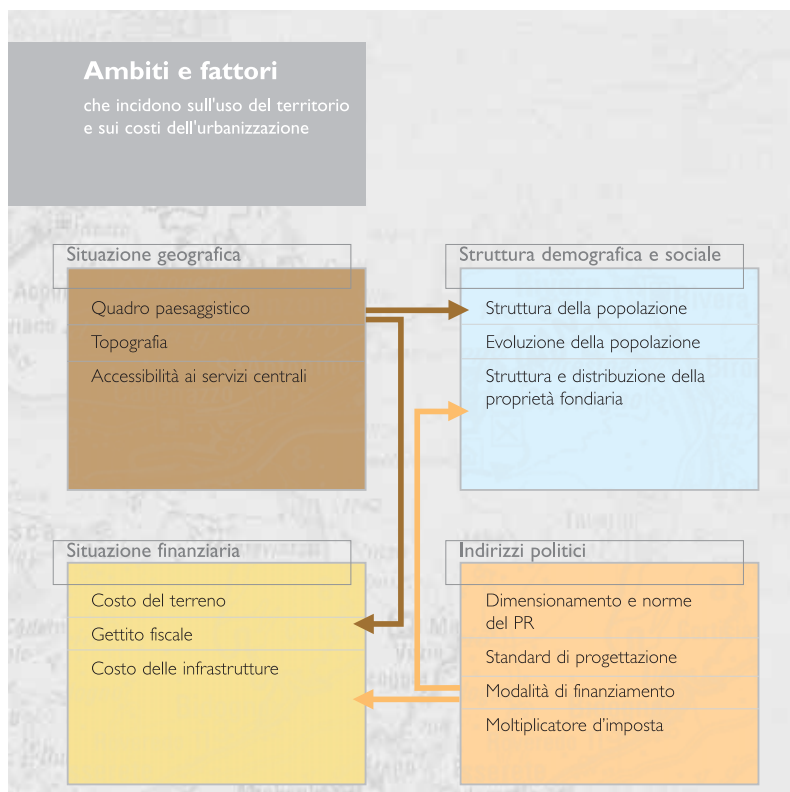 Ambiti e fattori
che incidono sull'uso del territorio
e sui costi dell'urbanizzazione
Situazione geografica
Quadro paesaggistico
Topografia
Accessibilità ai servizi centrali
Struttura demografica e sociale
Struttura della popolazione
Evoluzione della popolazione
Struttura e distribuzione della
proprietà fondiaria
Situazione finanziaria
Costo del terreno
Gettito fiscale
Costo delle infrastrutture
Indirizzi politici
Dimensionamento e norme
del PR
Standard di progettazione
Modalità di finanziamento
Moltiplicatore d'imposta